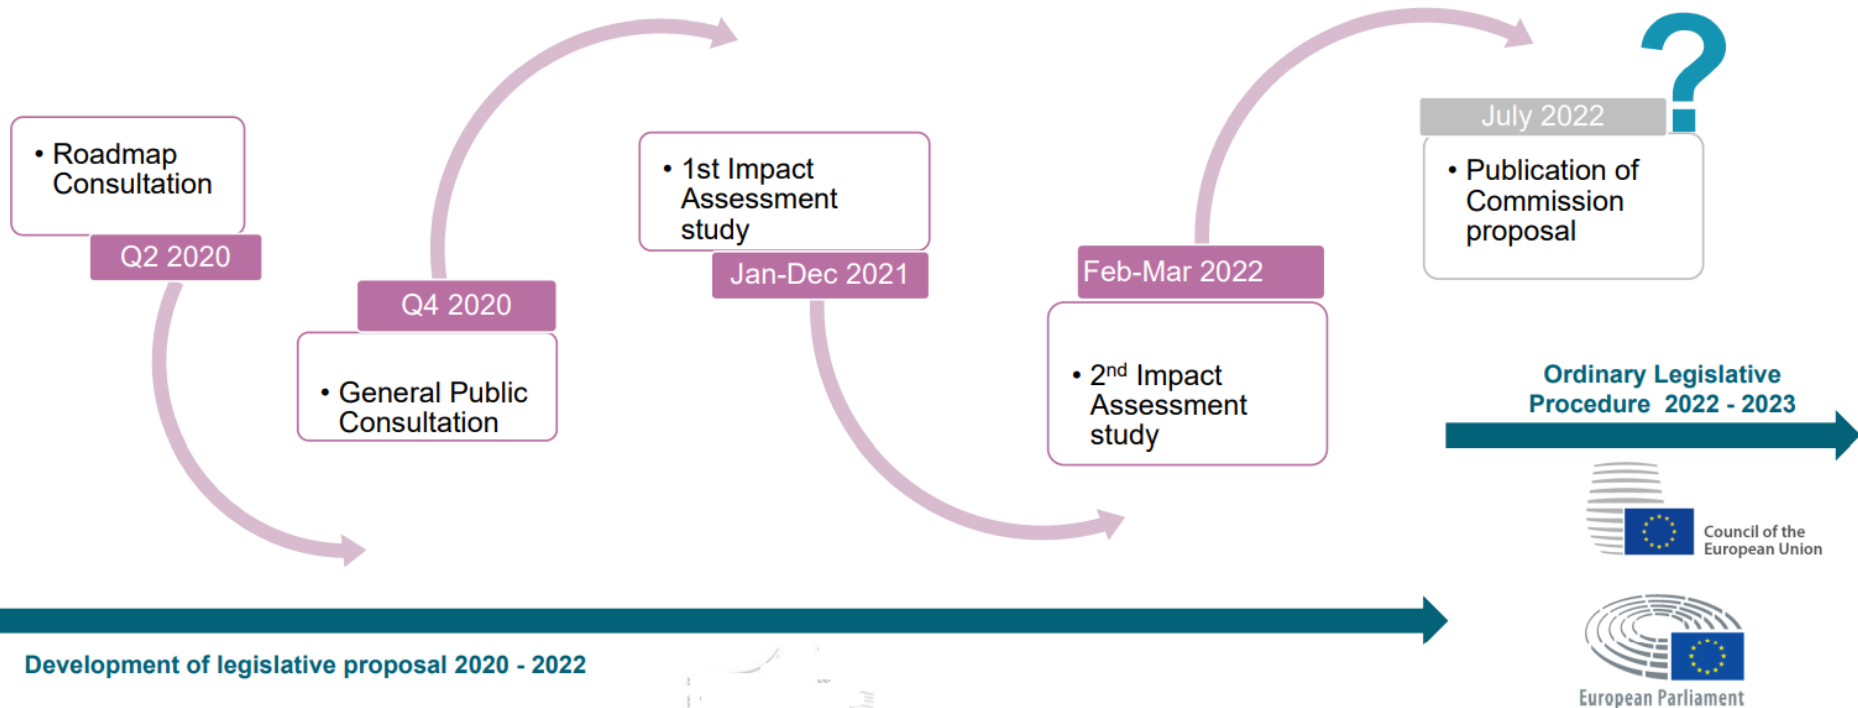 • Roadmap
Consultation
Q2 2020
Q4 2020
• General Public
Consultation
• 1st Impact
Assessment
study
Jan-Dec 2021
Feb-Mar 2022
• 2nd Impact
Assessment
study
?
July 2022
• Publication of
Commission
proposal
Ordinary Legislative
Procedure 2022 - 2023
Council of the
European Union
European Parliament
Development of legislative proposal 2020 - 2022